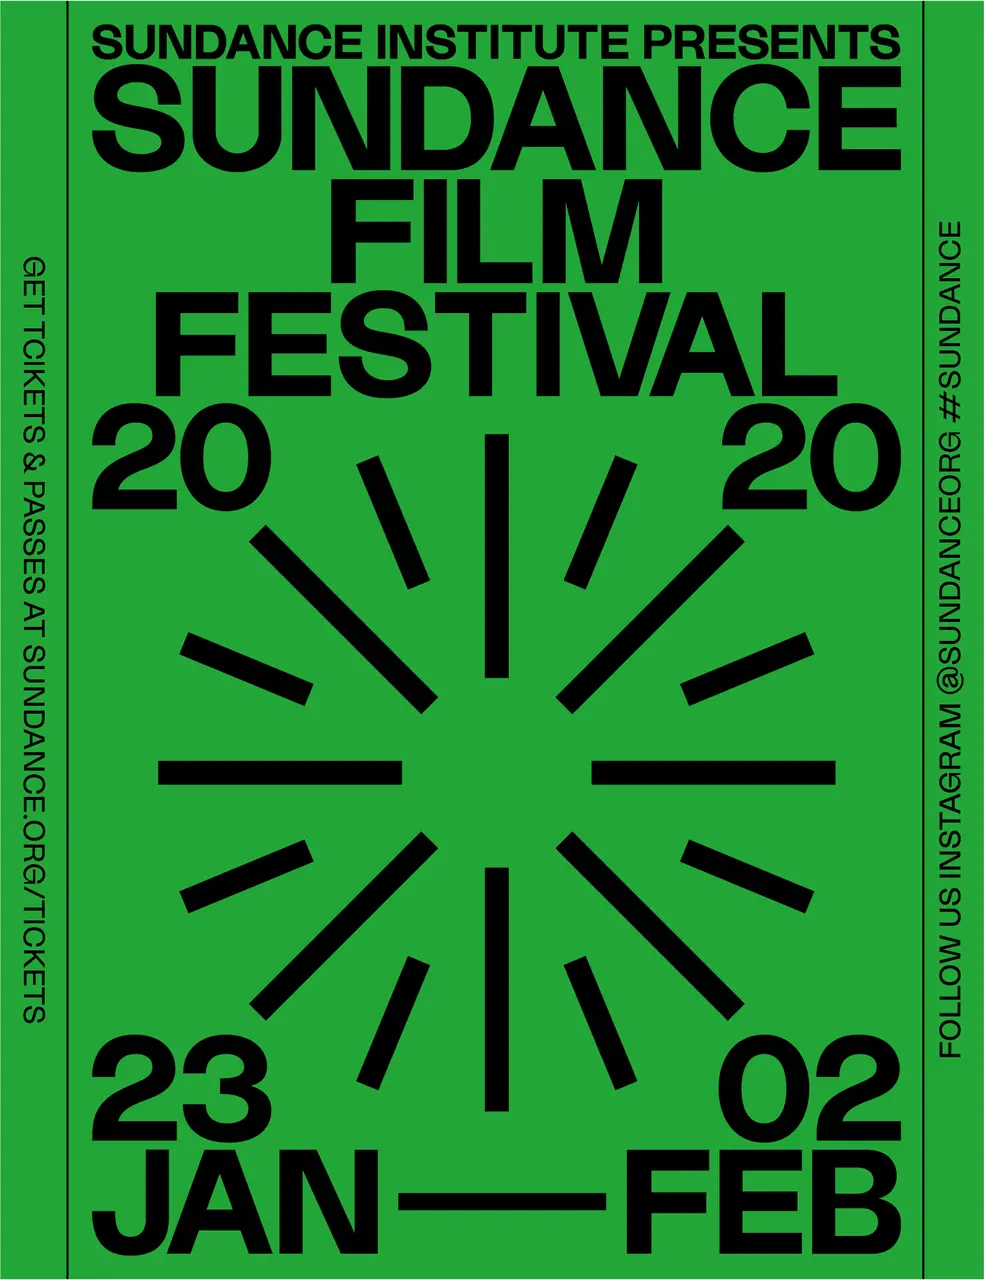 SUNDANCE INSTITUTE PRESENTS
SUNDANCE
FILM
FESTIVAL
20 20
23 02
JAN — FEB
GET TCIKETS & PASSES AT SUNDANCE.ORG/TICKETS
FOLLOW US INSTAGRAM @SUNDANCEORG #SUNDANCE